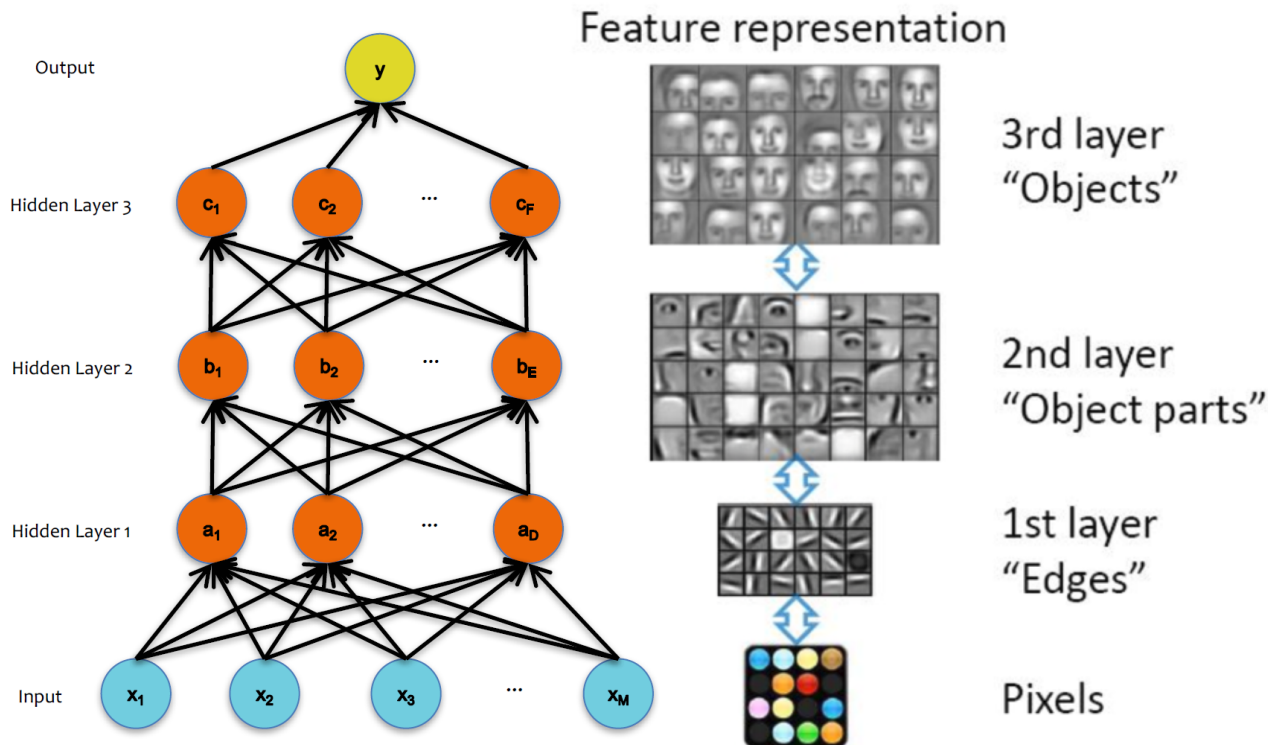 Feature representation
Output
y
3rd layer
“Objects”
Hidden Layer 3
c1
c2
...
cF
2nd layer
“Object parts”
Hidden Layer 2
b1
b2
...
bE
1st layer
“Edges”
Hidden Layer 1
a1
a2
...
aD
Input
x1
x2
x3
...
xM
Pixels